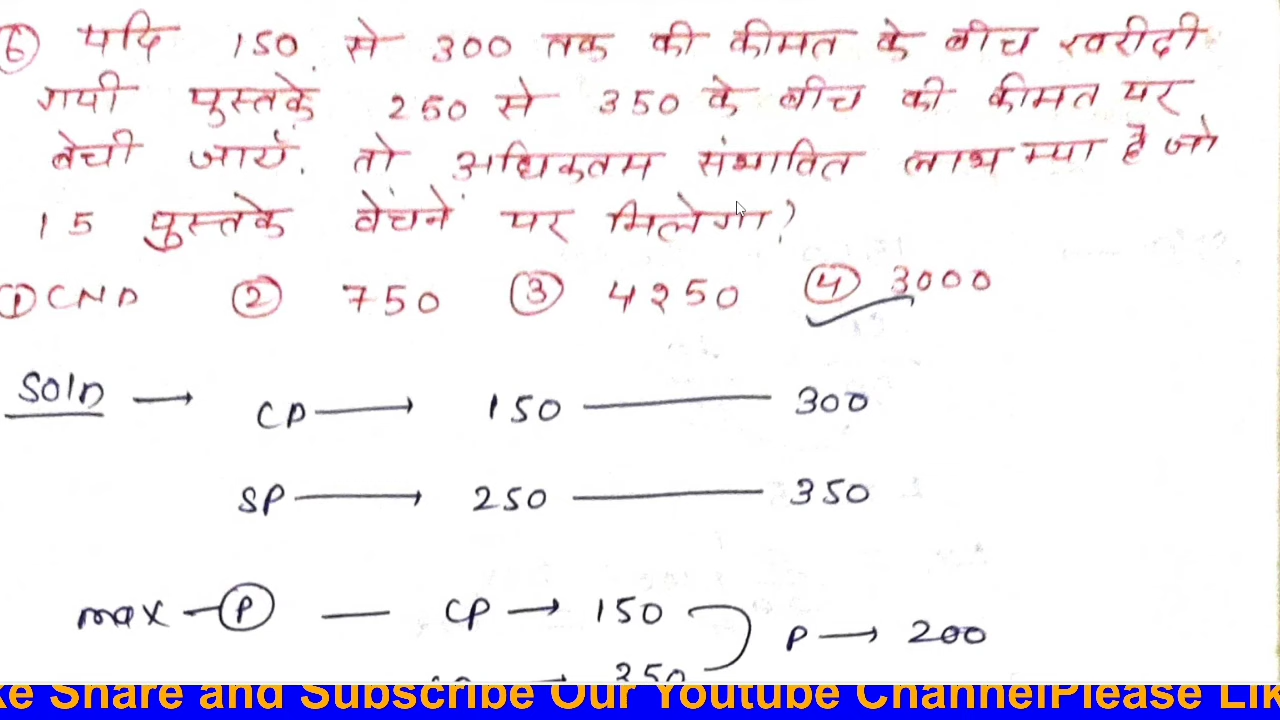 ⑥ यदि 150 से 300 तक की कीमत के बीच खरीदी
गयी पुस्तकें 250 से 350 के बीच की कीमत पर
बेची जायें. तो अधिकतम संभावित लाभ क्या है जो
15 पुस्तके बेंचनें पर मिलेगा?
① CND ② 750 ③ 4250 ④ 3000
Soln → CP → 150 — 300
SP → 250 — 350
max - Ⓟ — CP → 150
P → 200
350
ke Share and Subscribe Our Youtube ChannelPlease Lik